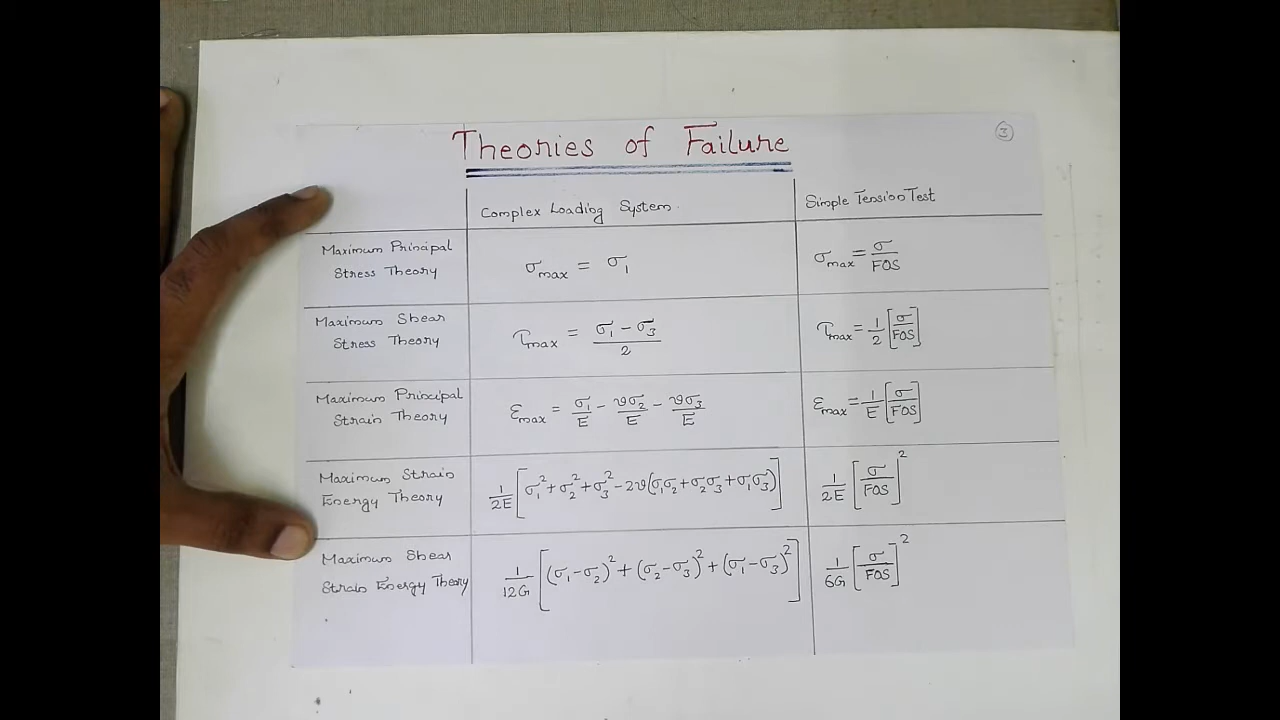 Theories of Failure
3
Complex Loading System.
Simple Tension Test
Maximum Principal
Stress Theory
σmax = σ1
σmax = σ/FOS
Maximum Shear
Stress Theory
τmax = (σ1 - σ3)/2
τmax = 1/2 [σ/FOS]
Maximum Principal
Strain Theory
εmax = σ1/E - ϑσ2/E - ϑσ3/E
εmax = 1/E [σ/FOS]
Maximum Strain
Energy Theory
1/2E [σ1² + σ2² + σ3² - 2ϑ(σ1σ2 + σ2σ3 + σ1σ3)]
1/2E [σ/FOS]²
Maximum Shear
Strain Energy Theory
1/12G [(σ1 - σ2)² + (σ2 - σ3)² + (σ1 - σ3)²]
1/6G [σ/FOS]²